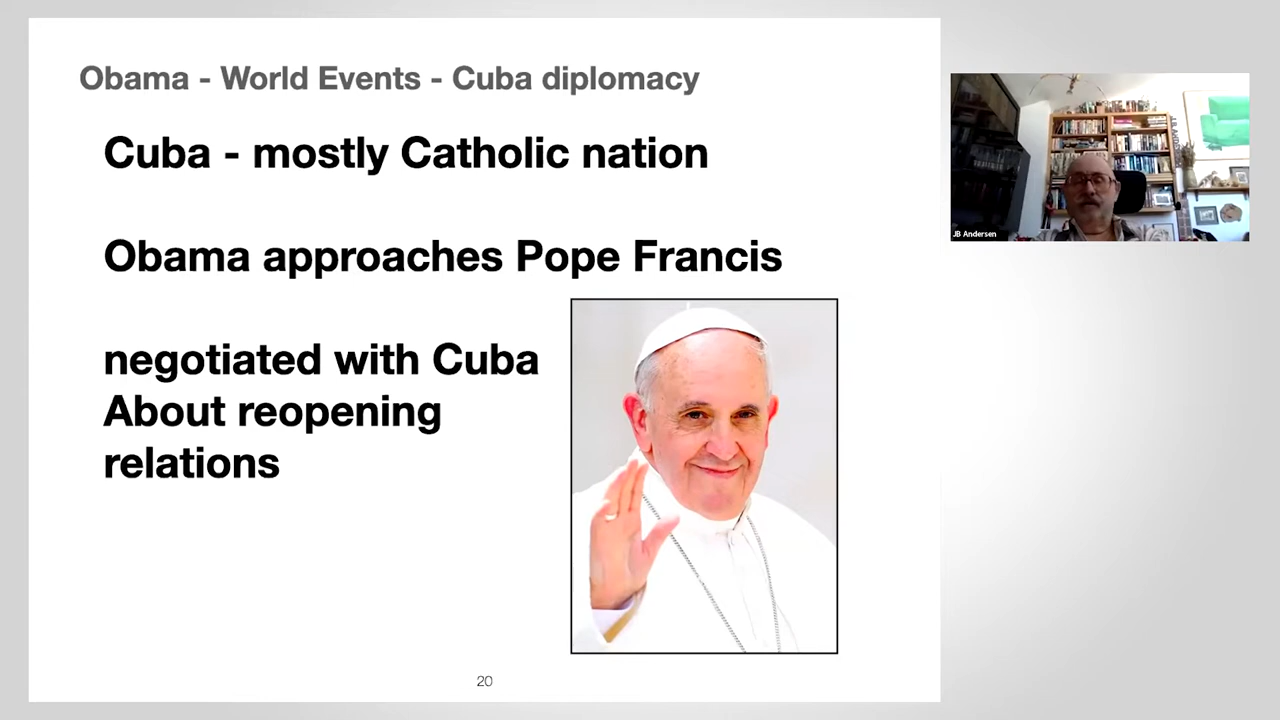 Obama - World Events - Cuba diplomacy
Cuba - mostly Catholic nation
Obama approaches Pope Francis
negotiated with Cuba
About reopening
relations
20
JB Andersen